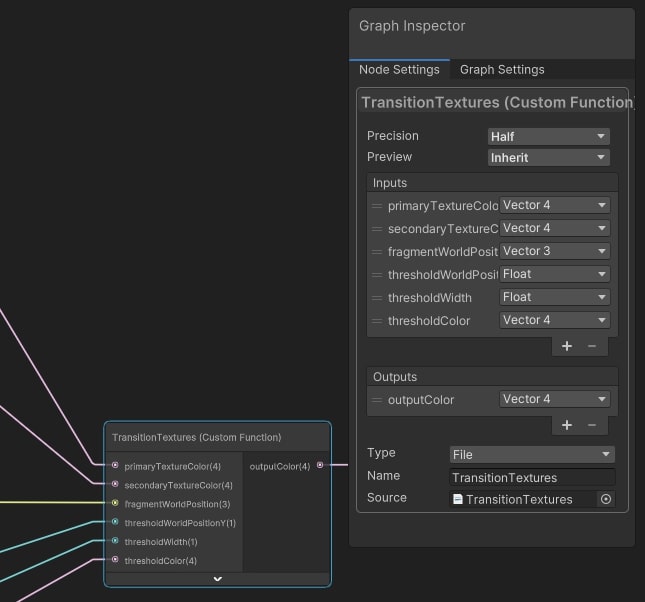 Graph Inspector
Node Settings Graph Settings
TransitionTextures (Custom Function)
Precision Half
Preview Inherit
Inputs
primaryTextureColo Vector 4
secondaryTextureC Vector 4
fragmentWorldPosit Vector 3
thresholdWorldPosit Float
thresholdWidth Float
thresholdColor Vector 4
+ −
Outputs
outputColor Vector 4
+ −
Type File
Name TransitionTextures
Source TransitionTextures
TransitionTextures (Custom Function)
primaryTextureColor(4) outputColor(4)
secondaryTextureColor(4)
fragmentWorldPosition(3)
thresholdWorldPositionY(1)
thresholdWidth(1)
thresholdColor(4)